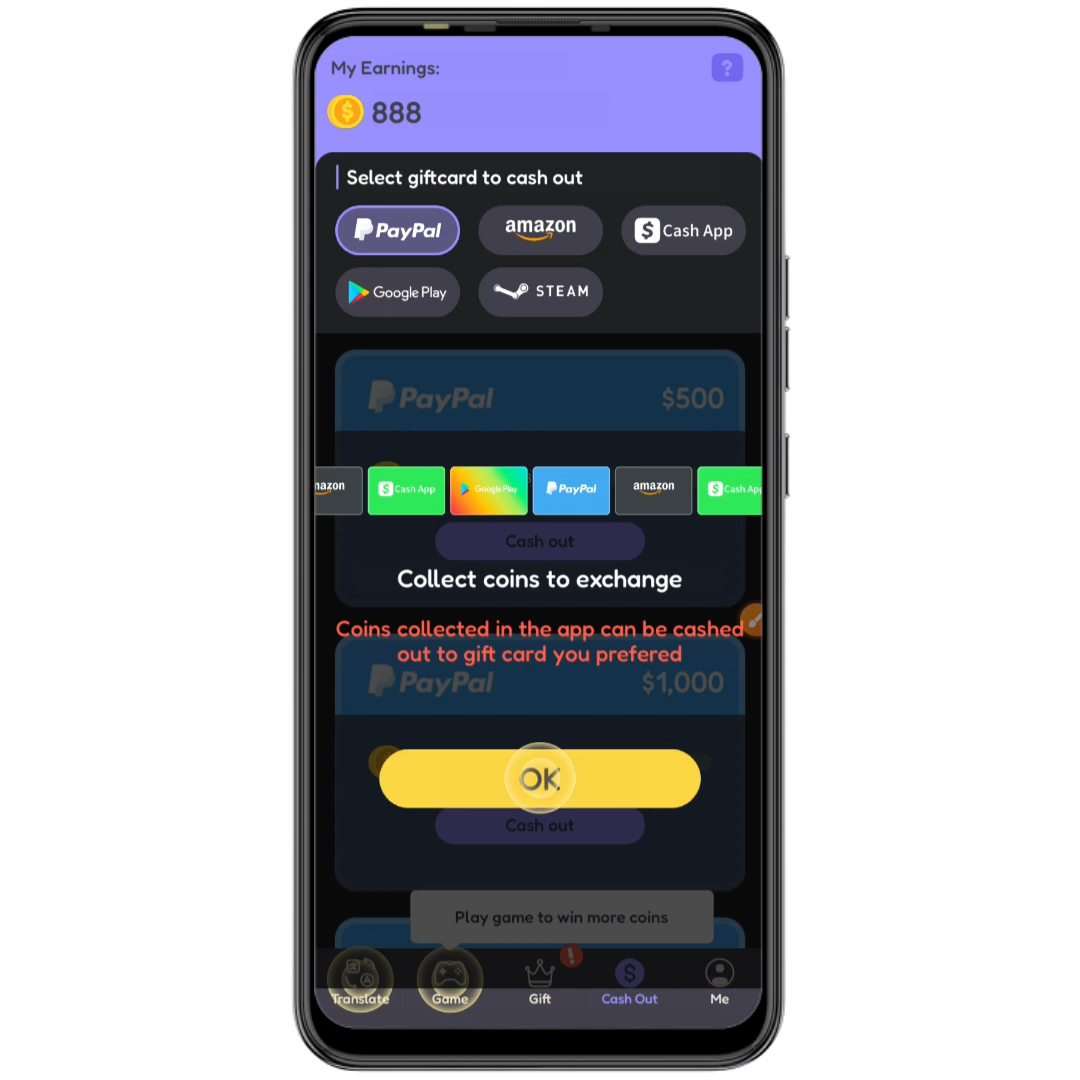 My Earnings:
?
$ 888
Select giftcard to cash out
PayPal
amazon
$ Cash App
Google Play
STEAM
PayPal $500
mazon
$ Cash App
Google Play
PayPal
amazon
$ Cash App
Cash out
Collect coins to exchange
Coins collected in the app can be cashed
out to gift card you prefered
PayPal $1,000
OK
Cash out
Play game to win more coins
!
$
Translate
Game
Gift
Cash Out
Me